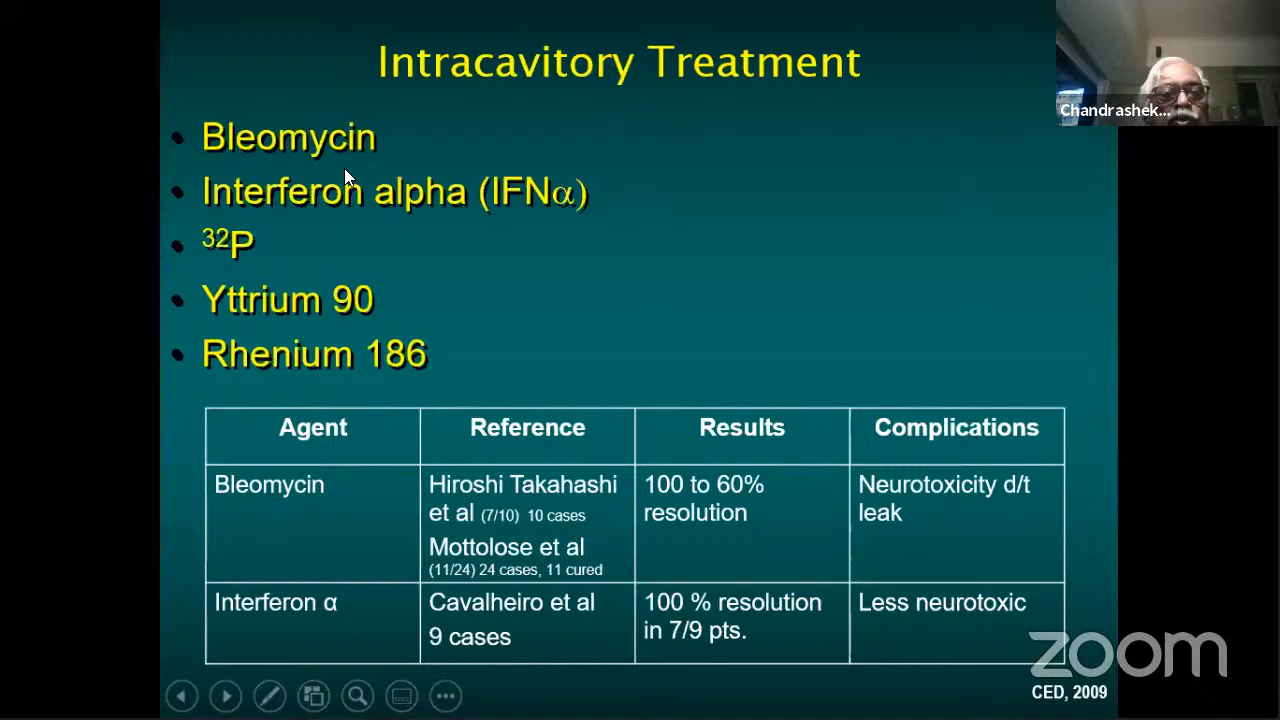 Intracavitory Treatment
Chandrashek...
• Bleomycin
• Interferon alpha (IFNα)
• 32P
• Yttrium 90
• Rhenium 186
Agent Reference Results Complications
Bleomycin Hiroshi Takahashi 100 to 60% Neurotoxicity d/t
et al (7/10) 10 cases resolution leak
Mottolose et al
(11/24) 24 cases, 11 cured
Interferon α Cavalheiro et al 100 % resolution Less neurotoxic
9 cases in 7/9 pts.
zoom
CED, 2009